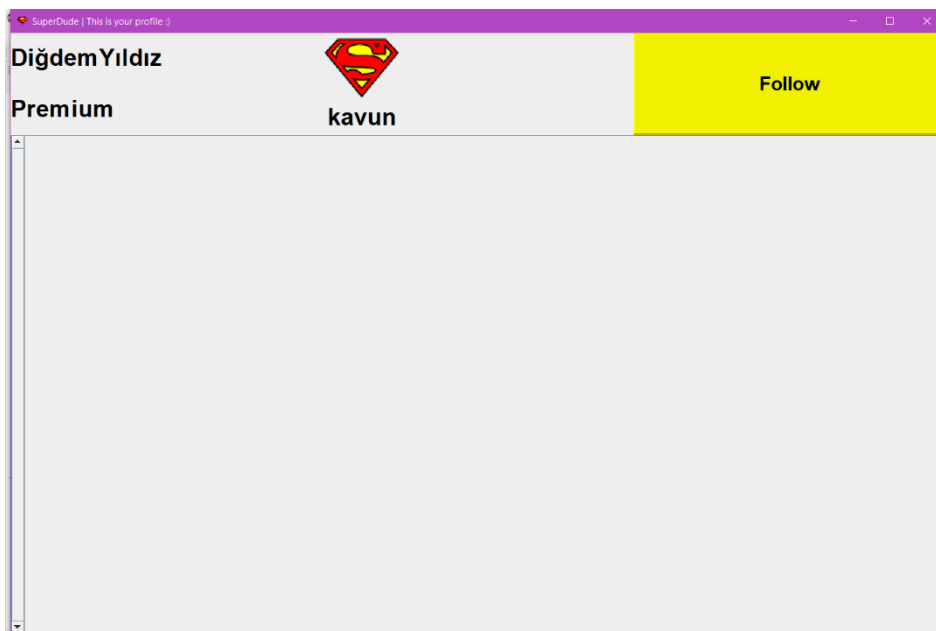 SuperDude | This is your profile :)
DiğdemYıldız
Premium
kavun
Follow